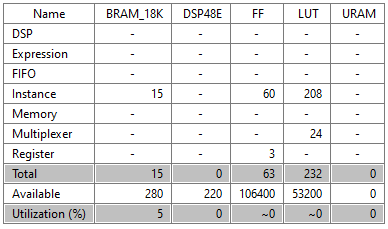 Name BRAM_18K DSP48E FF LUT URAM
DSP - - - - -
Expression - - - - -
FIFO - - - - -
Instance 15 - 60 208 -
Memory - - - - -
Multiplexer - - - 24 -
Register - - 3 - -
Total 15 0 63 232 0
Available 280 220 106400 53200 0
Utilization (%) 5 0 ~0 ~0 0